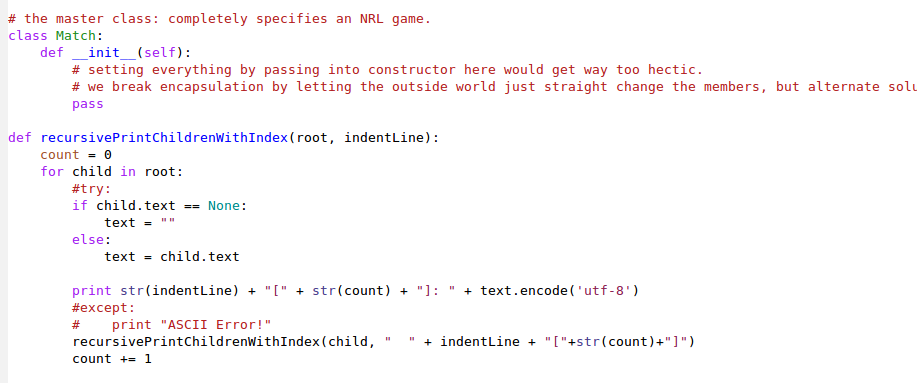 # the master class: completely specifies an NRL game.
class Match:
    def __init__(self):
        # setting everything by passing into constructor here would get way too hectic.
        # we break encapsulation by letting the outside world just straight change the members, but alternate solu
        pass

def recursivePrintChildrenWithIndex(root, indentLine):
    count = 0
    for child in root:
        #try:
        if child.text == None:
            text = ""
        else:
            text = child.text

        print str(indentLine) + "[" + str(count) + "]: " + text.encode('utf-8')
        #except:
        #    print "ASCII Error!"
        recursivePrintChildrenWithIndex(child, "  " + indentLine + "["+str(count)+"]")
        count += 1